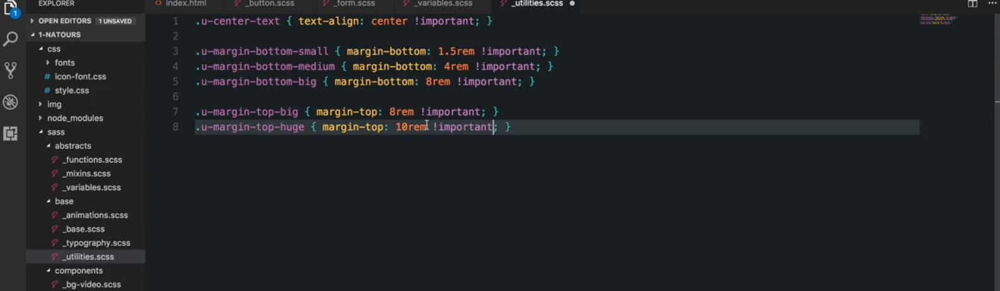 EXPLORER
index.html
_button.scss
_form.scss
_variables.scss
_utilities.scss
1
OPEN EDITORS 1 UNSAVED
1-NATOURS
css
fonts
# icon-font.css
# style.css
img
node_modules
sass
abstracts
_functions.scss
_mixins.scss
_variables.scss
base
_animations.scss
_base.scss
_typography.scss
_utilities.scss
components
_bg-video.scss
1 .u-center-text { text-align: center !important; }
2
3 .u-margin-bottom-small { margin-bottom: 1.5rem !important; }
4 .u-margin-bottom-medium { margin-bottom: 4rem !important; }
5 .u-margin-bottom-big { margin-bottom: 8rem !important; }
6
7 .u-margin-top-big { margin-top: 8rem !important; }
8 .u-margin-top-huge { margin-top: 10rem !important; }